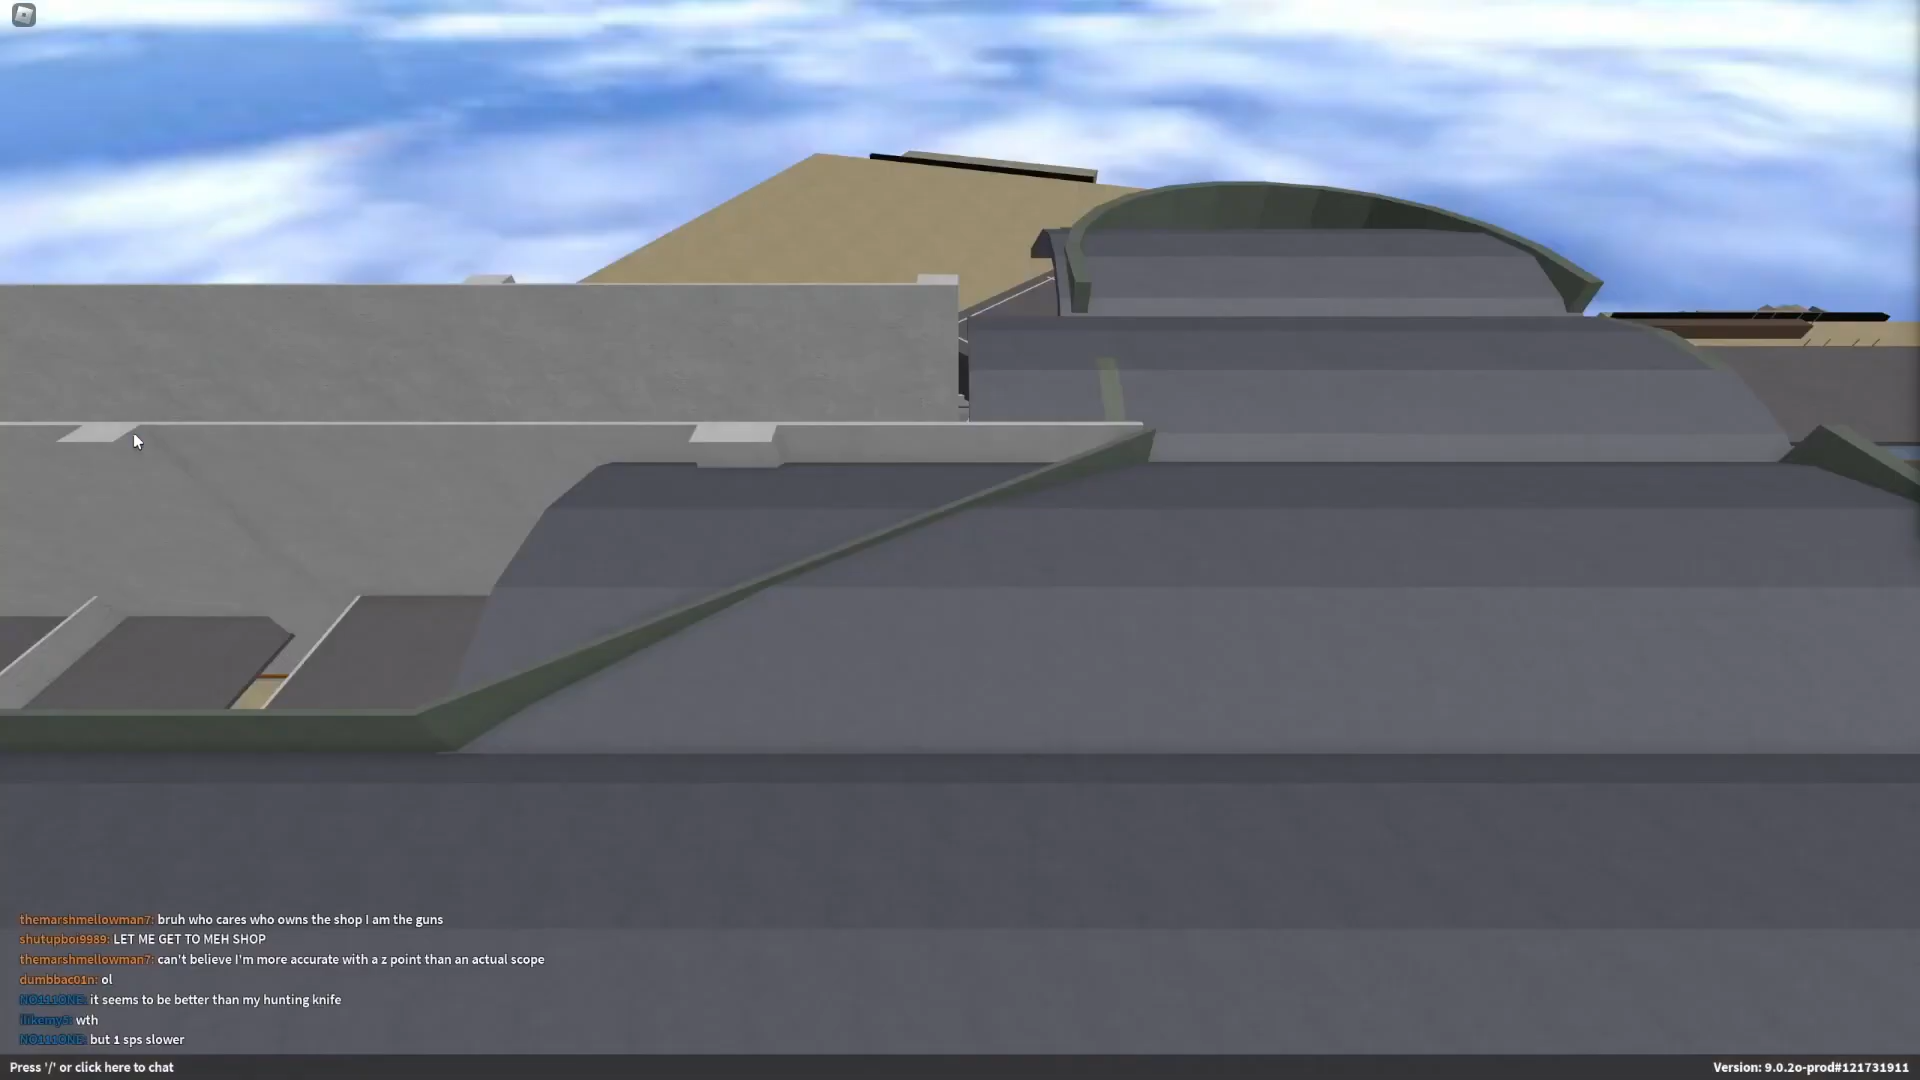 themarshmellowman7: bruh who cares who owns the shop I am the guns
shutupboi9989: LET ME GET TO MEH SHOP
themarshmellowman7: can't believe I'm more accurate with a z point than an actual scope
dumbbac01n: ol
NO111ONE: it seems to be better than my hunting knife
ilikemy5: wth
NO111ONE: but 1 sps slower
Press '/' or click here to chat
Version: 9.0.2o-prod#121731911